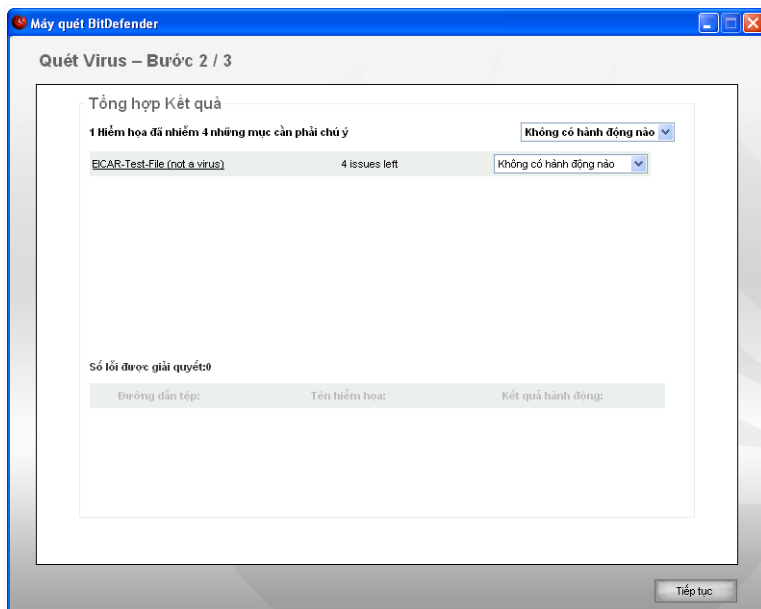 Máy quét BitDefender
Quét Virus – Bước 2 / 3
Tổng hợp Kết quả
1 Hiểm họa đã nhiễm 4 những mục cần phải chú ý Không có hành động nào
EICAR-Test-File (not a virus) 4 issues left Không có hành động nào
Số lỗi được giải quyết:0
Đường dẫn tệp: Tên hiểm họa: Kết quả hành động:
Tiếp tục